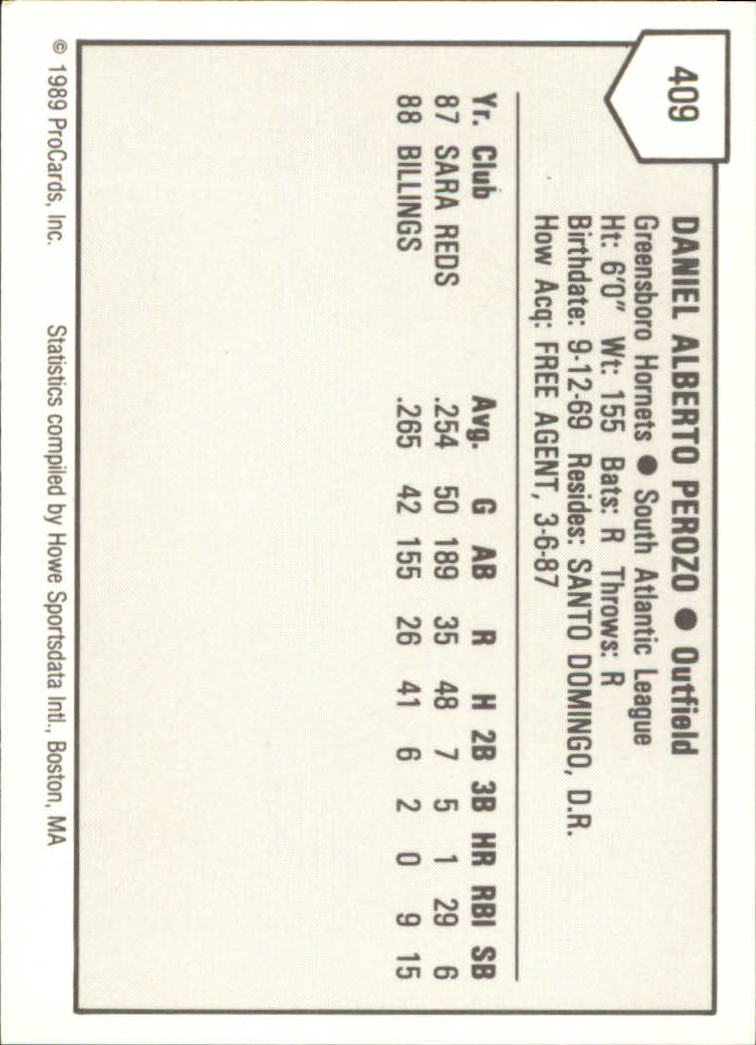 409
DANIEL ALBERTO PEROZO ● Outfield
Greensboro Hornets ● South Atlantic League
Ht: 6'0" Wt: 155 Bats: R Throws: R
Birthdate: 9-12-69 Resides: SANTO DOMINGO, D.R.
How Acq: FREE AGENT, 3-6-87
Yr. Club Avg. G AB R H 2B 3B HR RBI SB
87 SARA REDS .254 50 189 35 48 7 5 1 29 6
88 BILLINGS .265 42 155 26 41 6 2 0 9 15
© 1989 ProCards, Inc. Statistics compiled by Howe Sportsdata Intl., Boston, MA